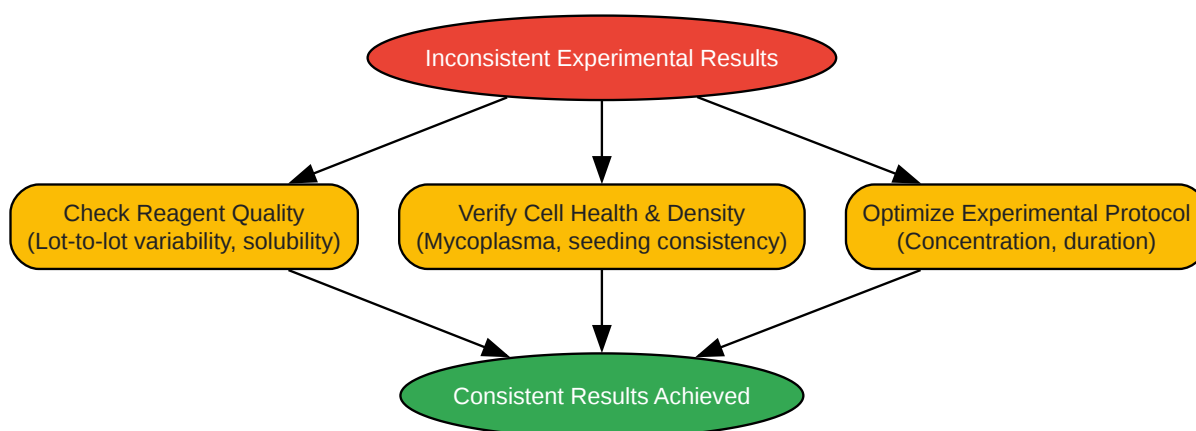 Inconsistent Experimental Results
Check Reagent Quality
(Lot-to-lot variability, solubility)
Verify Cell Health & Density
(Mycoplasma, seeding consistency)
Optimize Experimental Protocol
(Concentration, duration)
Consistent Results Achieved